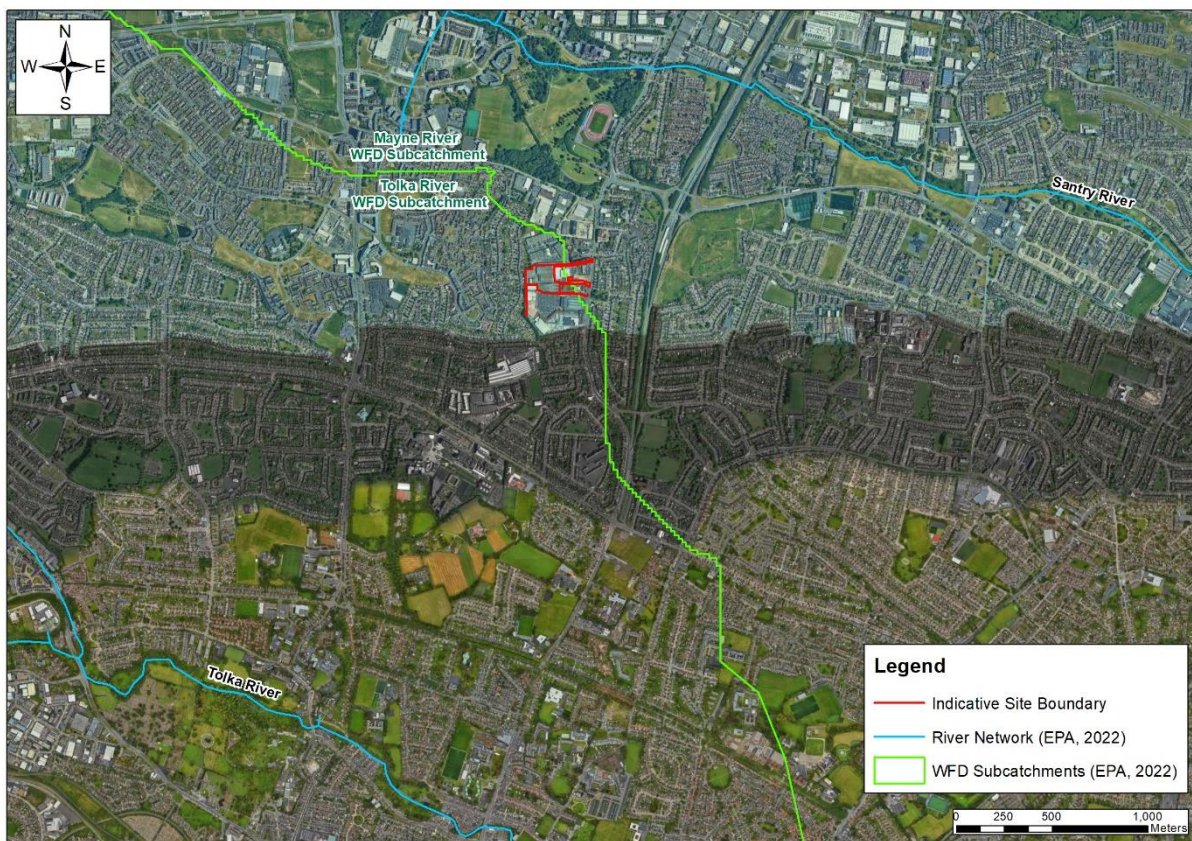 N
W E
S
Mayne River
WFD Subcatchment
Tolka River
WFD Subcatchment
Santry River
Tolka River
Legend
Indicative Site Boundary
River Network (EPA, 2022)
WFD Subcatchments (EPA, 2022)
0 250 500 1,000
Meters